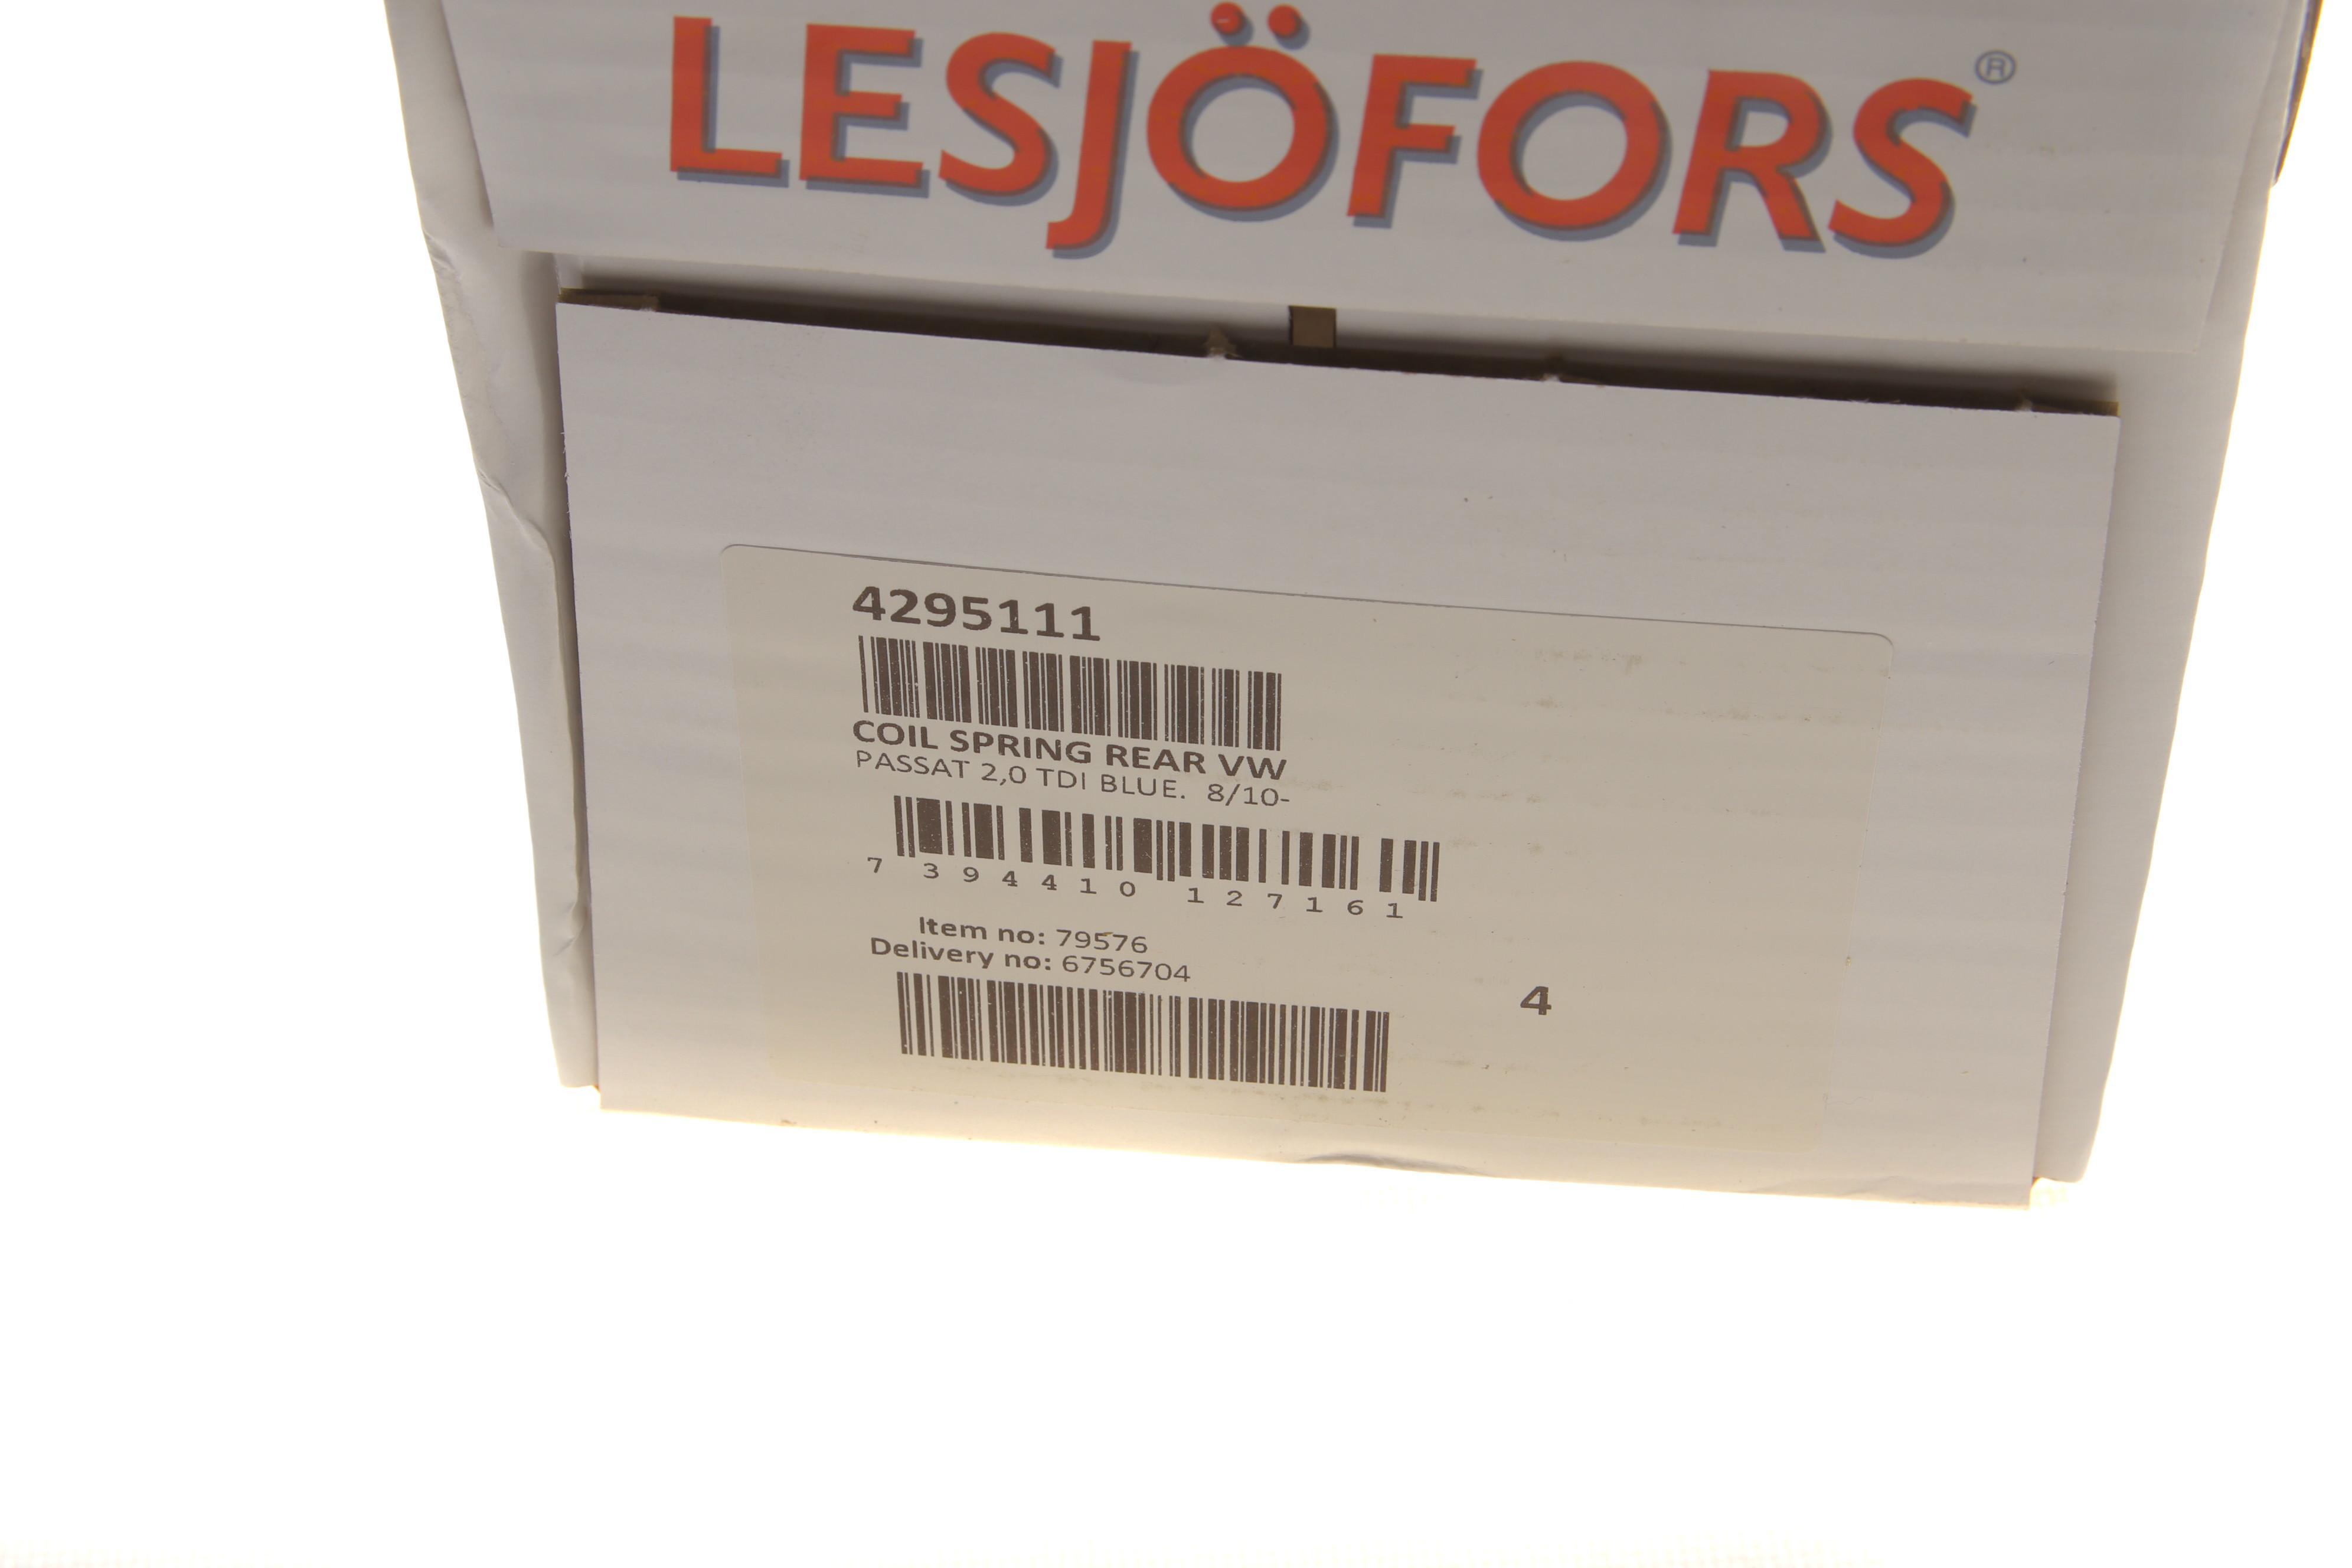 LESJÖFORS®
4295111
COIL SPRING REAR VW
PASSAT 2,0 TDI BLUE.  8/10-
7 394410 127161
Item no: 79576
Delivery no: 6756704
4